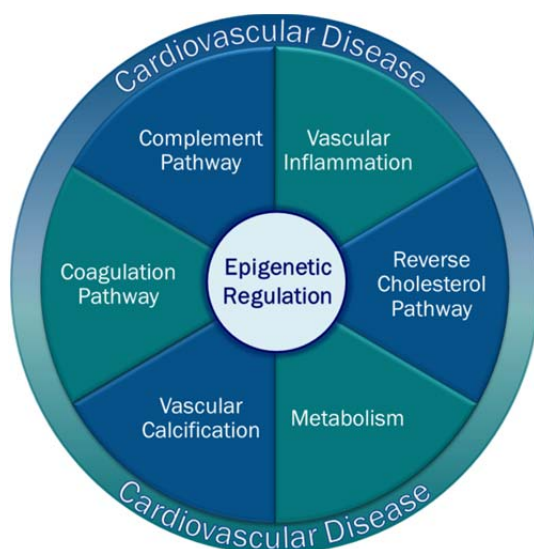 Cardiovascular Disease
Complement
Pathway
Vascular
Inflammation
Coagulation
Pathway
Epigenetic
Regulation
Reverse
Cholesterol
Pathway
Vascular
Calcification
Metabolism
Cardiovascular Disease